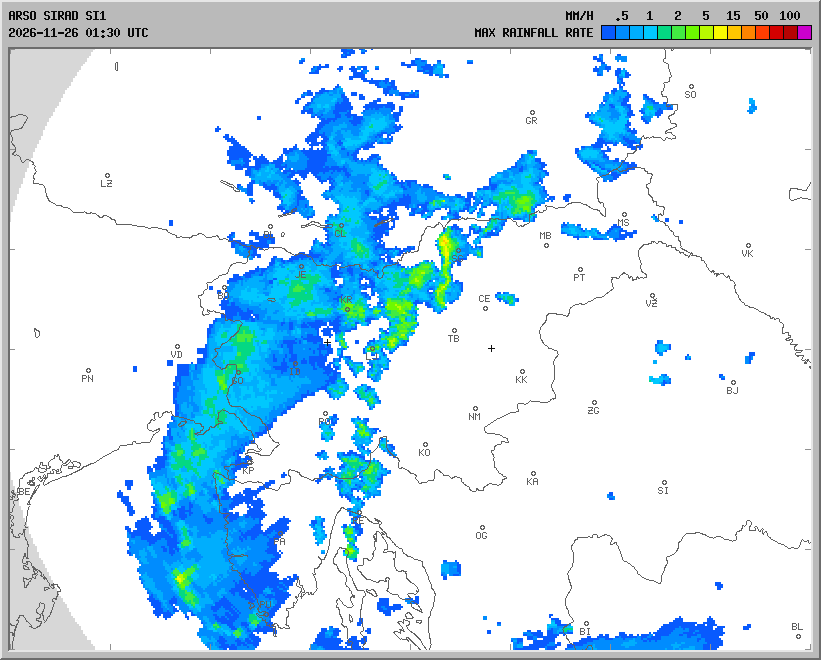 ARSO SIRAD SI1
2026-11-26 01:30 UTC
MM/H .5 1 2 5 15 50 100
MAX RAINFALL RATE
SO
GR
LZ
MS
MB
VK
PT
CE
VZ
TB
VD
PN
KK
BJ
NM
ZG
KO
KP
KA
SI
BE
OG
PA
BI
BL